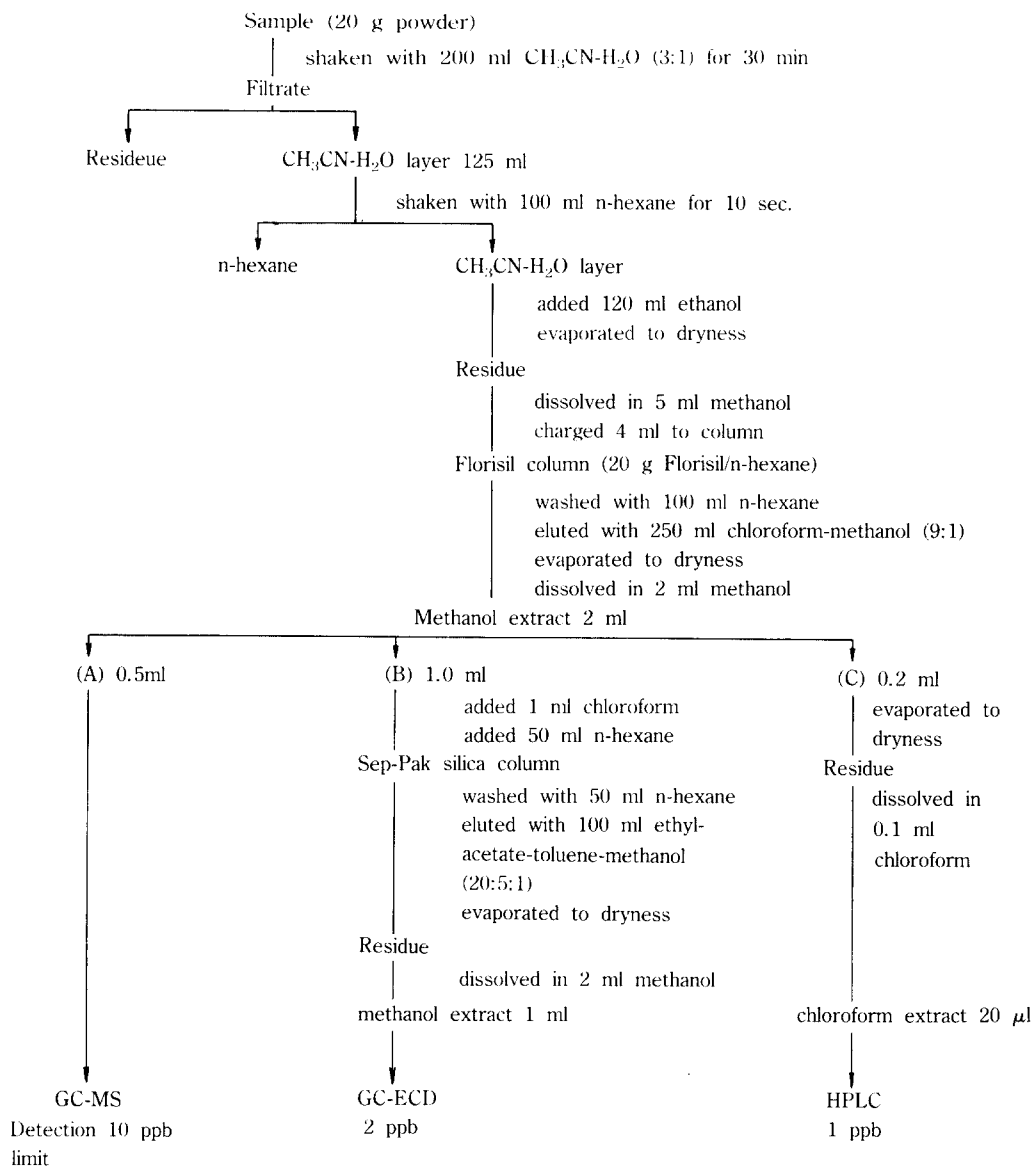 Sample (20 g powder)
shaken with 200 ml CH₃CN-H₂O (3:1) for 30 min
Filtrate
Resideue
CH₃CN-H₂O layer 125 ml
shaken with 100 ml n-hexane for 10 sec.
n-hexane
CH₃CN-H₂O layer
added 120 ml ethanol
evaporated to dryness
Residue
dissolved in 5 ml methanol
charged 4 ml to column
Florisil column (20 g Florisil/n-hexane)
washed with 100 ml n-hexane
eluted with 250 ml chloroform-methanol (9:1)
evaporated to dryness
dissolved in 2 ml methanol
Methanol extract 2 ml
(A) 0.5ml
(B) 1.0 ml
added 1 ml chloroform
added 50 ml n-hexane
Sep-Pak silica column
washed with 50 ml n-hexane
eluted with 100 ml ethyl-
acetate-toluene-methanol
(20:5:1)
evaporated to dryness
Residue
dissolved in 2 ml methanol
methanol extract 1 ml
(C) 0.2 ml
evaporated to
dryness
Residue
dissolved in
0.1 ml
chloroform
chloroform extract 20 μl
GC-MS
Detection 10 ppb
limit
GC-ECD
2 ppb
HPLC
1 ppb